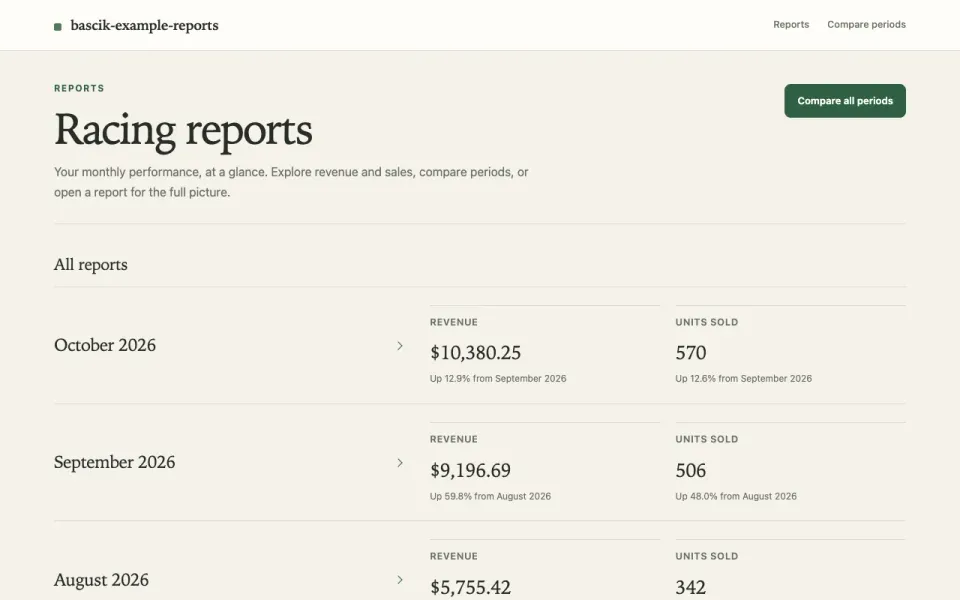 bascik-example-reports
Reports
Compare periods
REPORTS
Racing reports
Compare all periods
Your monthly performance, at a glance. Explore revenue and sales, compare periods, or
open a report for the full picture.
All reports
October 2026
REVENUE
$10,380.25
Up 12.9% from September 2026
UNITS SOLD
570
Up 12.6% from September 2026
September 2026
REVENUE
$9,196.69
Up 59.8% from August 2026
UNITS SOLD
506
Up 48.0% from August 2026
August 2026
REVENUE
$5,755.42
UNITS SOLD
342